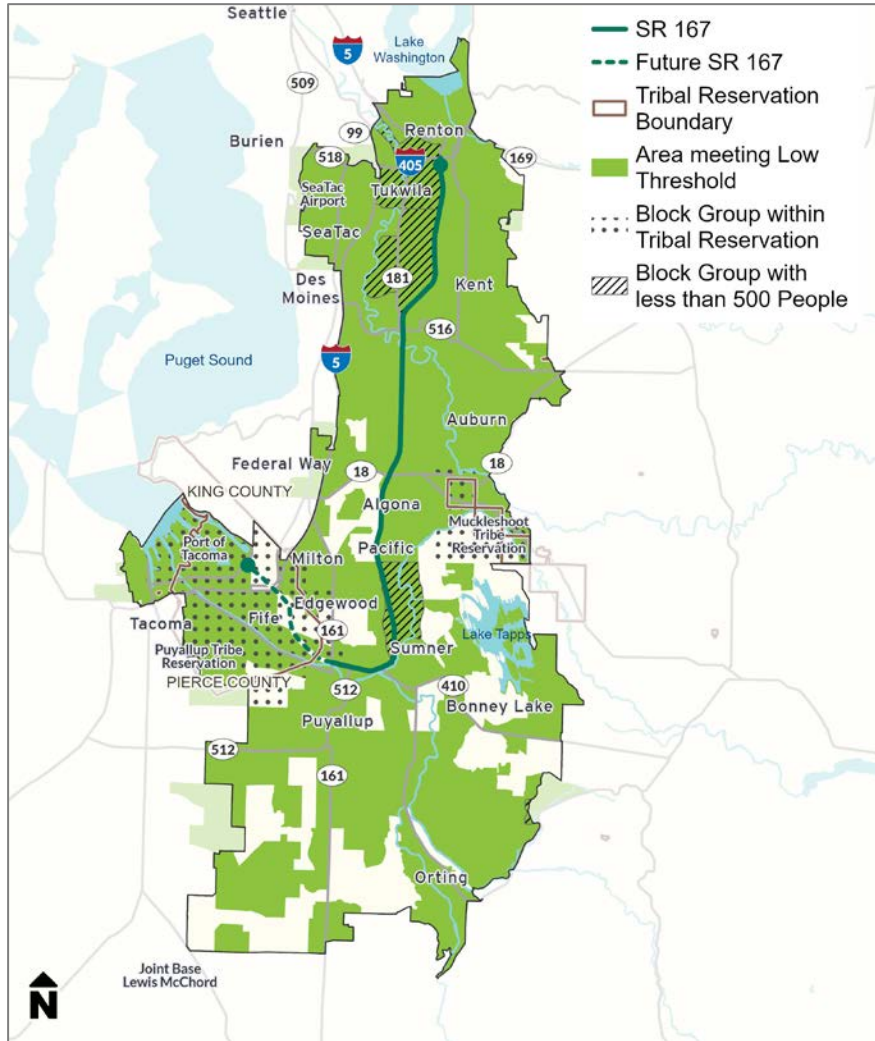 Seattle
5
Lake
Washington
509
99
Renton
Burien
518
405
169
SeaTac
Airport
Tukwila
SeaTac
Des
Moines
181
Kent
516
5
Puget Sound
Auburn
Federal Way
18
18
KING COUNTY
Algona
Muckleshoot
Tribe
Reservation
Port of
Tacoma
Pacific
Milton
Edgewood
Fife
161
Tacoma
Lake Tapps
Sumner
Puyallup Tribe
Reservation
PIERCE COUNTY
512
410
Bonney Lake
Puyallup
512
161
Orting
Joint Base
Lewis McChord
N
SR 167
Future SR 167
Tribal Reservation
Boundary
Area meeting Low
Threshold
Block Group within
Tribal Reservation
Block Group with
less than 500 People